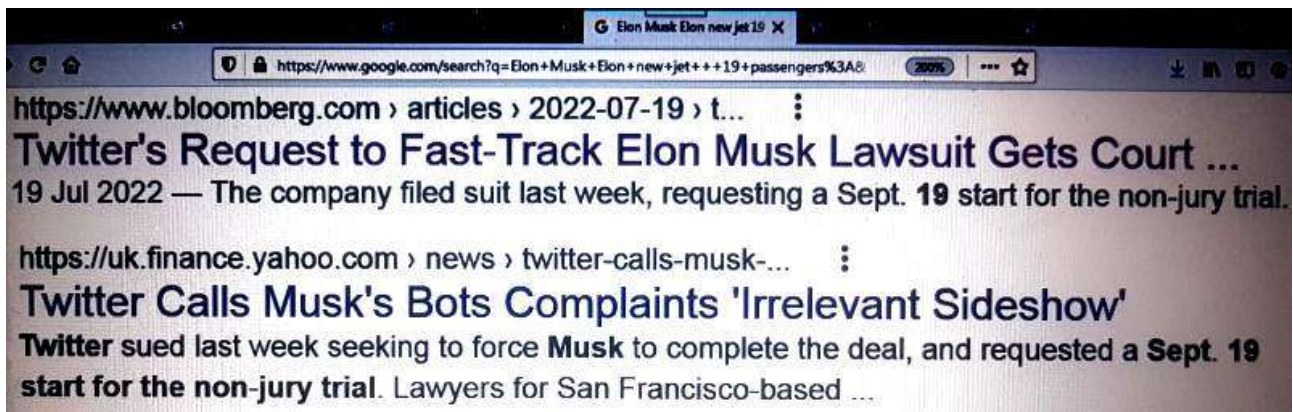 G Elon Musk Elon new jet 19 X
https://www.google.com/search?q=Elon+Musk+Elon+new+jet+++19+passengers%3A& 200%
https://www.bloomberg.com › articles › 2022-07-19 › t...
Twitter's Request to Fast-Track Elon Musk Lawsuit Gets Court ...
19 Jul 2022 — The company filed suit last week, requesting a Sept. 19 start for the non-jury trial.
https://uk.finance.yahoo.com › news › twitter-calls-musk-...
Twitter Calls Musk's Bots Complaints 'Irrelevant Sideshow'
Twitter sued last week seeking to force Musk to complete the deal, and requested a Sept. 19
start for the non-jury trial. Lawyers for San Francisco-based ...